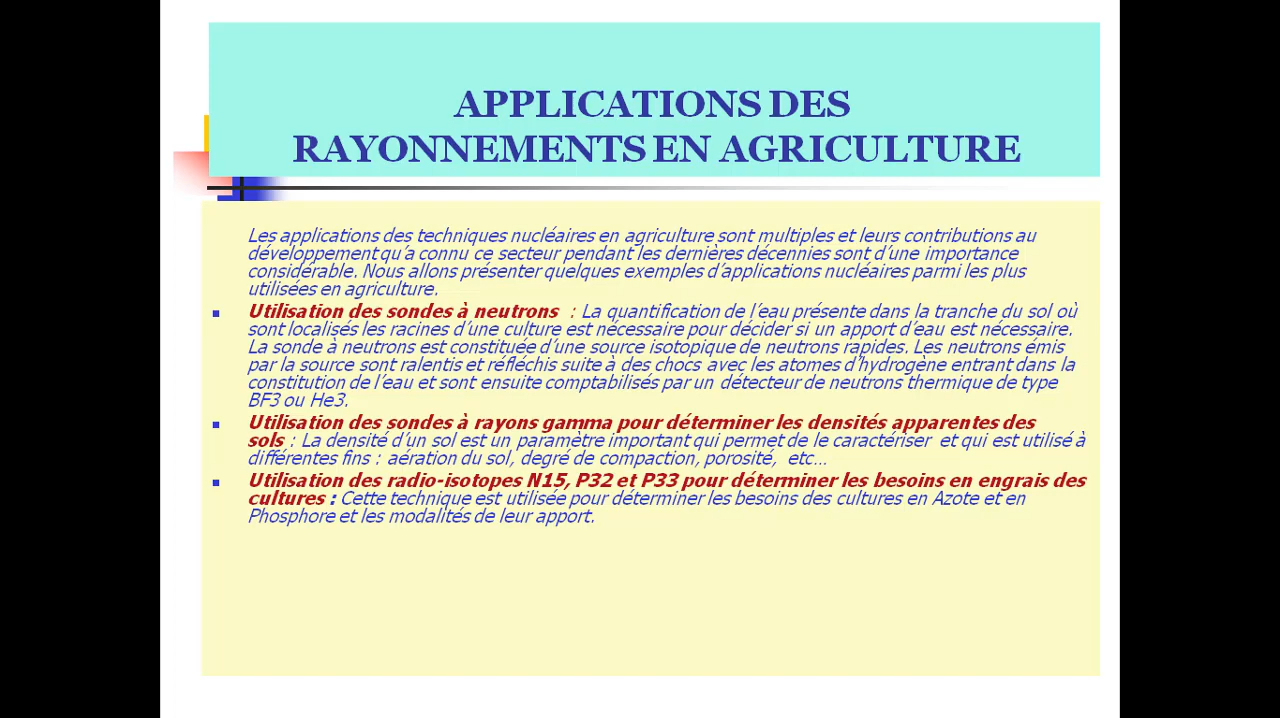 APPLICATIONS DES
RAYONNEMENTS EN AGRICULTURE
Les applications des techniques nucléaires en agriculture sont multiples et leurs contributions au
développement qu’a connu ce secteur pendant les dernières décennies sont d’une importance
considérable. Nous allons présenter quelques exemples d’applications nucléaires parmi les plus
utilisées en agriculture.
Utilisation des sondes à neutrons : La quantification de l’eau présente dans la tranche du sol où
sont localisés les racines d’une culture est nécessaire pour décider si un apport d’eau est nécessaire.
La sonde à neutrons est constituée d’une source isotopique de neutrons rapides. Les neutrons émis
par la source sont ralentis et réfléchis suite à des chocs avec les atomes d’hydrogène entrant dans la
constitution de l’eau et sont ensuite comptabilisés par un détecteur de neutrons thermique de type
BF3 ou He3.
Utilisation des sondes à rayons gamma pour déterminer les densités apparentes des
sols : La densité d’un sol est un paramètre important qui permet de le caractériser et qui est utilisé à
différentes fins : aération du sol, degré de compaction, porosité, etc…
Utilisation des radio-isotopes N15, P32 et P33 pour déterminer les besoins en engrais des
cultures : Cette technique est utilisée pour déterminer les besoins des cultures en Azote et en
Phosphore et les modalités de leur apport.